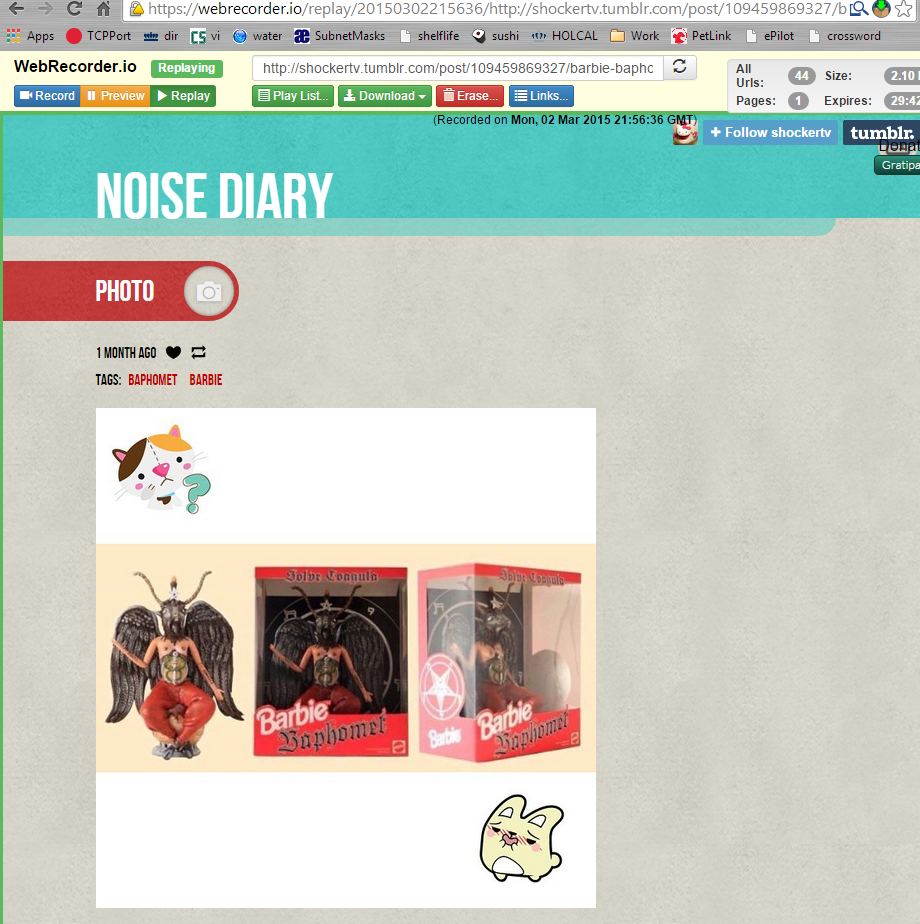 https://webrecorder.io/replay/20150302215636/http://shockertv.tumblr.com/post/109459869327/b
Apps TCPPort dir vi water SubnetMasks shelflife sushi HOLCAL Work PetLink ePilot crossword
WebRecorder.io Replaying
http://shockertv.tumblr.com/post/109459869327/barbie-bapho
All Urls: 44 Size: 2.10
Pages: 1 Expires: 29:42
Record Preview Replay Play List... Download Erase... Links...
(Recorded on Mon, 02 Mar 2015 21:56:36 GMT)
+ Follow shockertv tumblr.
Donat
Gratipa
NOISE DIARY
PHOTO
1 MONTH AGO
TAGS: BAPHOMET BARBIE
?
Solve Coagula
Solve Coagula
Barbie
Baphomet
Barbie
Barbie
Baphomet